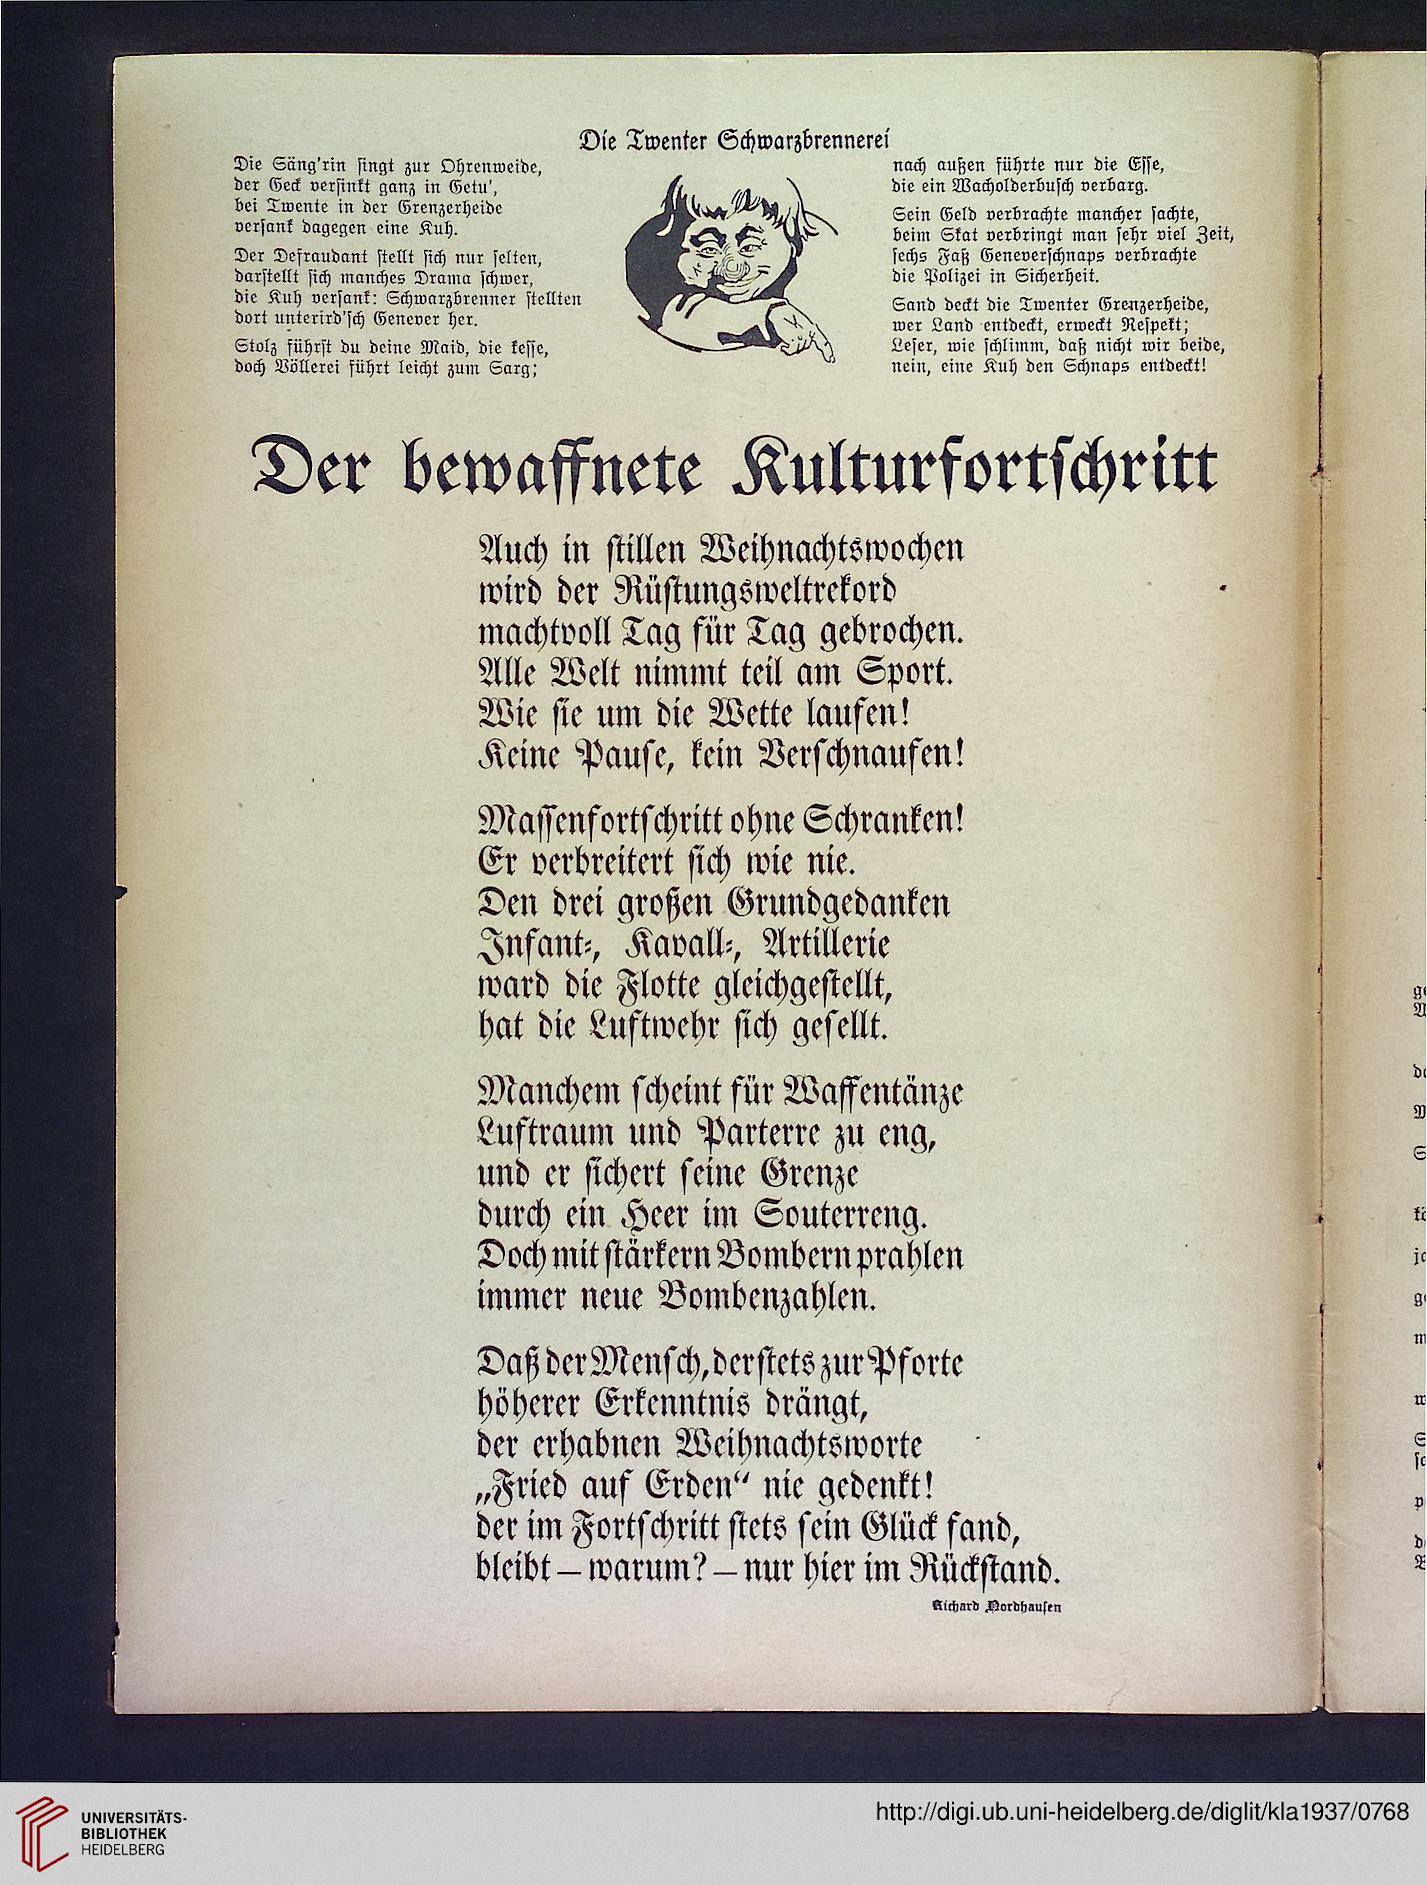 Die Twenter Schwarzbrennerei
Die Säng'rin singt zur Ohrenweide,
der Geck versinkt ganz in Getu',
bei Twente in der Grenzerheide
versank dagegen eine Kuh.
Der Defraudant stellt sich nur selten,
darstellt sich manches Drama schwer,
die Kuh versank: Schwarzbrenner stellten
dort unterird'sch Genever her.
Stolz führst du deine Maid, die kesse,
doch Völlerei führt leicht zum Sarg;
nach außen führte nur die Esse,
die ein Wacholderbusch verbarg.
Sein Geld verbrachte mancher sachte,
beim Skat verbringt man sehr viel Zeit,
sechs Faß Geneverschnaps verbrachte
die Polizei in Sicherheit.
Sand deckt die Twenter Grenzerheide,
wer Land entdeckt, erweckt Respekt;
Leser, wie schlimm, daß nicht wir beide,
nein, eine Kuh den Schnaps entdeckt!
Der bewaffnete Kulturfortschritt
Auch in stillen Weihnachtswochen
wird der Rüstungsweltrekord
machtvoll Tag für Tag gebrochen.
Alle Welt nimmt teil am Sport.
Wie sie um die Wette laufen!
Keine Pause, kein Verschnaufen!
Massenfortschritt ohne Schranken!
Er verbreitert sich wie nie.
Den drei großen Grundgedanken
Infant-, Kavall-, Artillerie
ward die Flotte gleichgestellt,
hat die Luftwehr sich gesellt.
Manchem scheint für Waffentänze
Luftraum und Parterre zu eng,
und er sichert seine Grenze
durch ein Heer im Souterreng.
Doch mit stärkern Bombern prahlen
immer neue Bombenzahlen.
Daß der Mensch, der stets zur Pforte
höherer Erkenntnis drängt,
der erhabnen Weihnachtsworte
„Fried auf Erden“ nie gedenkt!
der im Fortschritt stets sein Glück fand,
bleibt – warum? – nur hier im Rückstand.
Richard Nordhausen
UNIVERSITÄTS-
BIBLIOTHEK
HEIDELBERG
http://digi.ub.uni-heidelberg.de/diglit/kla1937/0768